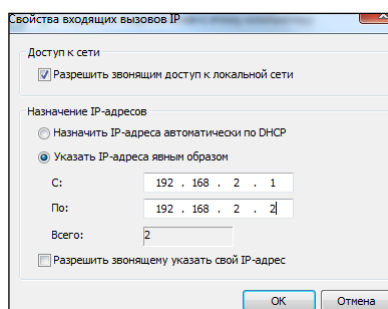 Свойства входящих вызовов IP
Доступ к сети
Разрешить звонящим доступ к локальной сети
Назначение IP-адресов
Назначить IP-адреса автоматически по DHCP
Указать IP-адреса явным образом
С: 192 . 168 . 2 . 1
По: 192 . 168 . 2 . 2
Всего: 2
Разрешить звонящему указать свой IP-адрес
ОК Отмена